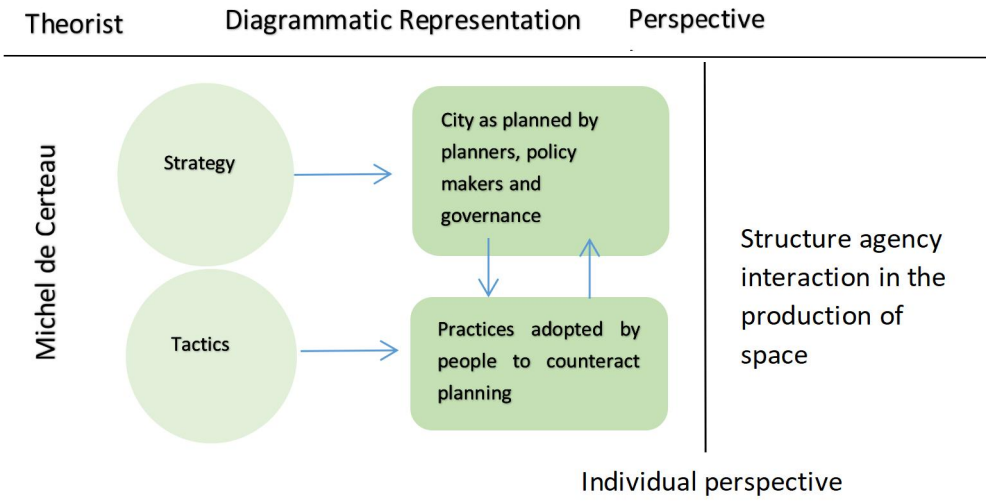 Theorist
Diagrammatic Representation
Perspective
Michel de Certeau
Strategy
City as planned by
planners, policy
makers and
governance
Tactics
Practices adopted by
people to counteract
planning
Structure agency
interaction in the
production of
space
Individual perspective